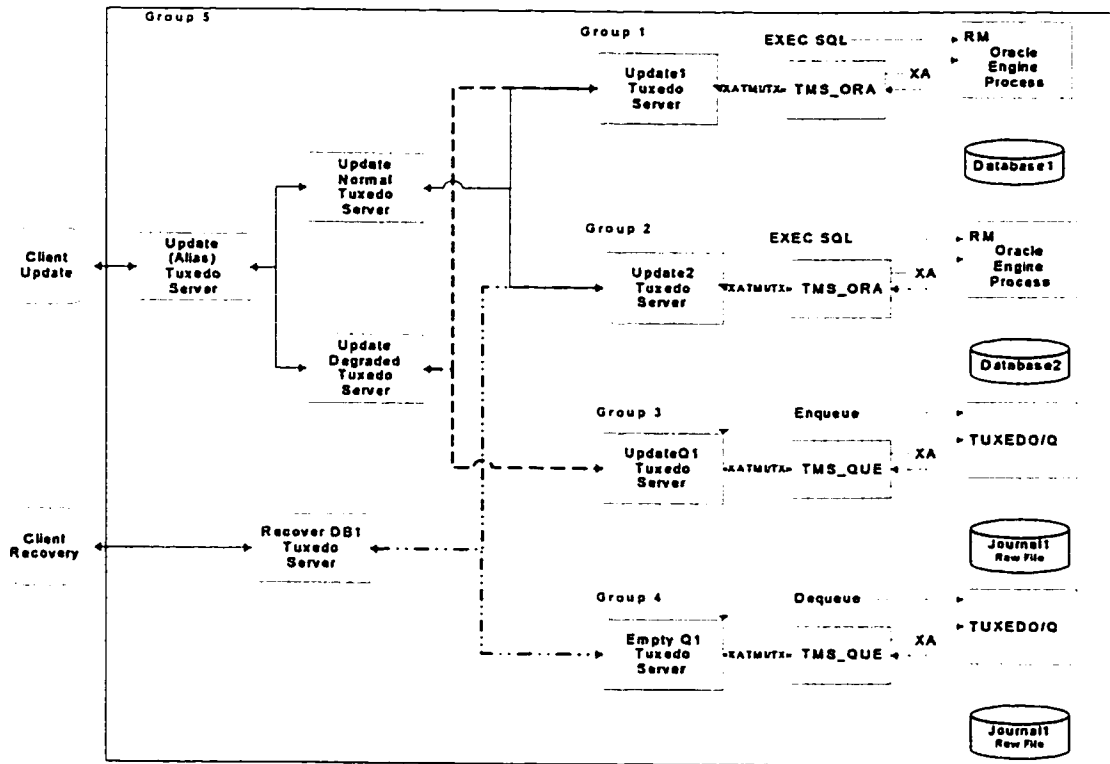 Group 5
Group 1
EXEC SQL
RM
Oracle
Engine
Process
Update1
Tuxedo
Server
XATMI/TX
TMS_ORA
XA
Database1
Update
Normal
Tuxedo
Server
Group 2
EXEC SQL
RM
Oracle
Engine
Process
Client
Update
Update
(Alias)
Tuxedo
Server
Update2
Tuxedo
Server
XATMI/TX
TMS_ORA
XA
Update
Degraded
Tuxedo
Server
Database2
Group 3
Enqueue
UpdateQ1
Tuxedo
Server
XATMI/TX
TMS_QUE
XA
TUXEDO/Q
Client
Recovery
Recover DB1
Tuxedo
Server
Journal1
Raw File
Group 4
Dequeue
Empty Q1
Tuxedo
Server
XATMI/TX
TMS_QUE
XA
TUXEDO/Q
Journal1
Raw File